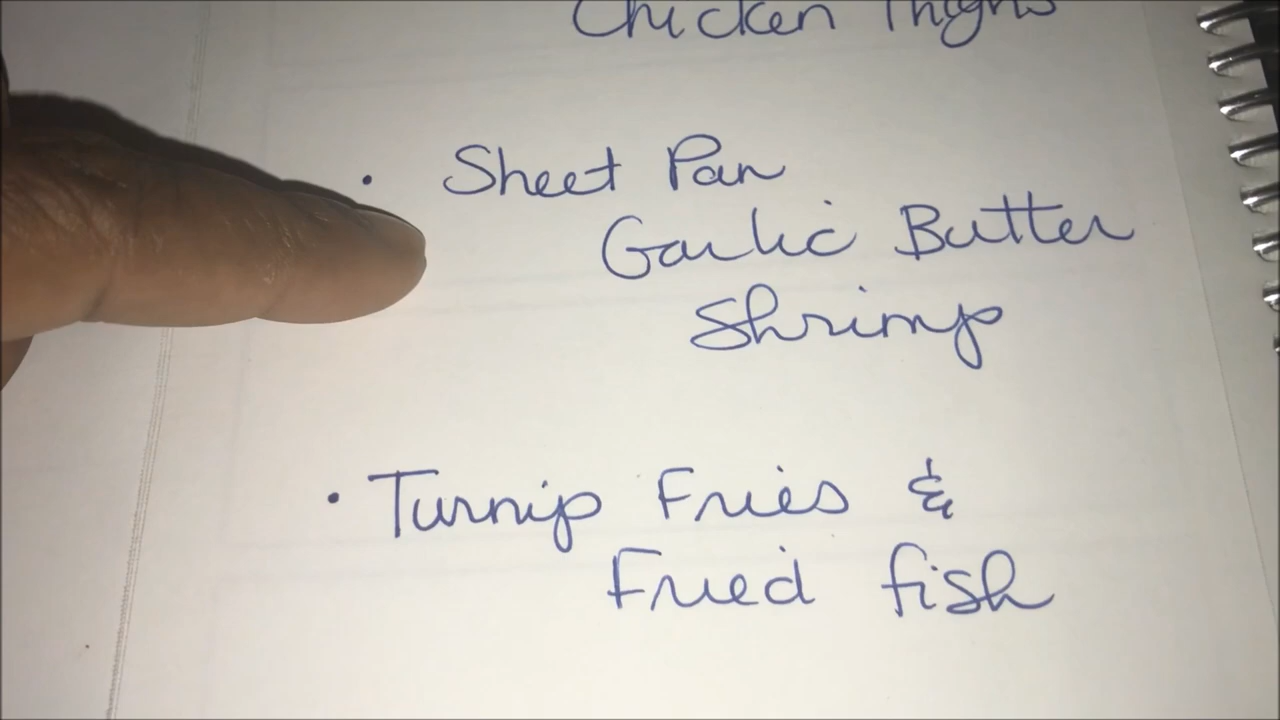 Chicken Thighs
· Sheet Pan
Garlic Butter
Shrimp
· Turnip Fries &
Fried fish